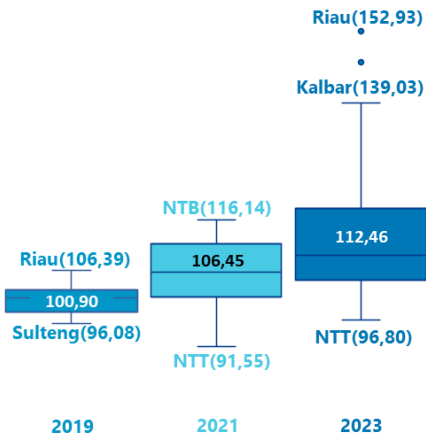 Riau(152,93)
Kalbar(139,03)
NTB(116,14)
112,46
Riau(106,39)
106,45
100,90
Sulteng(96,08)
NTT(91,55)
NTT(96,80)
2019
2021
2023